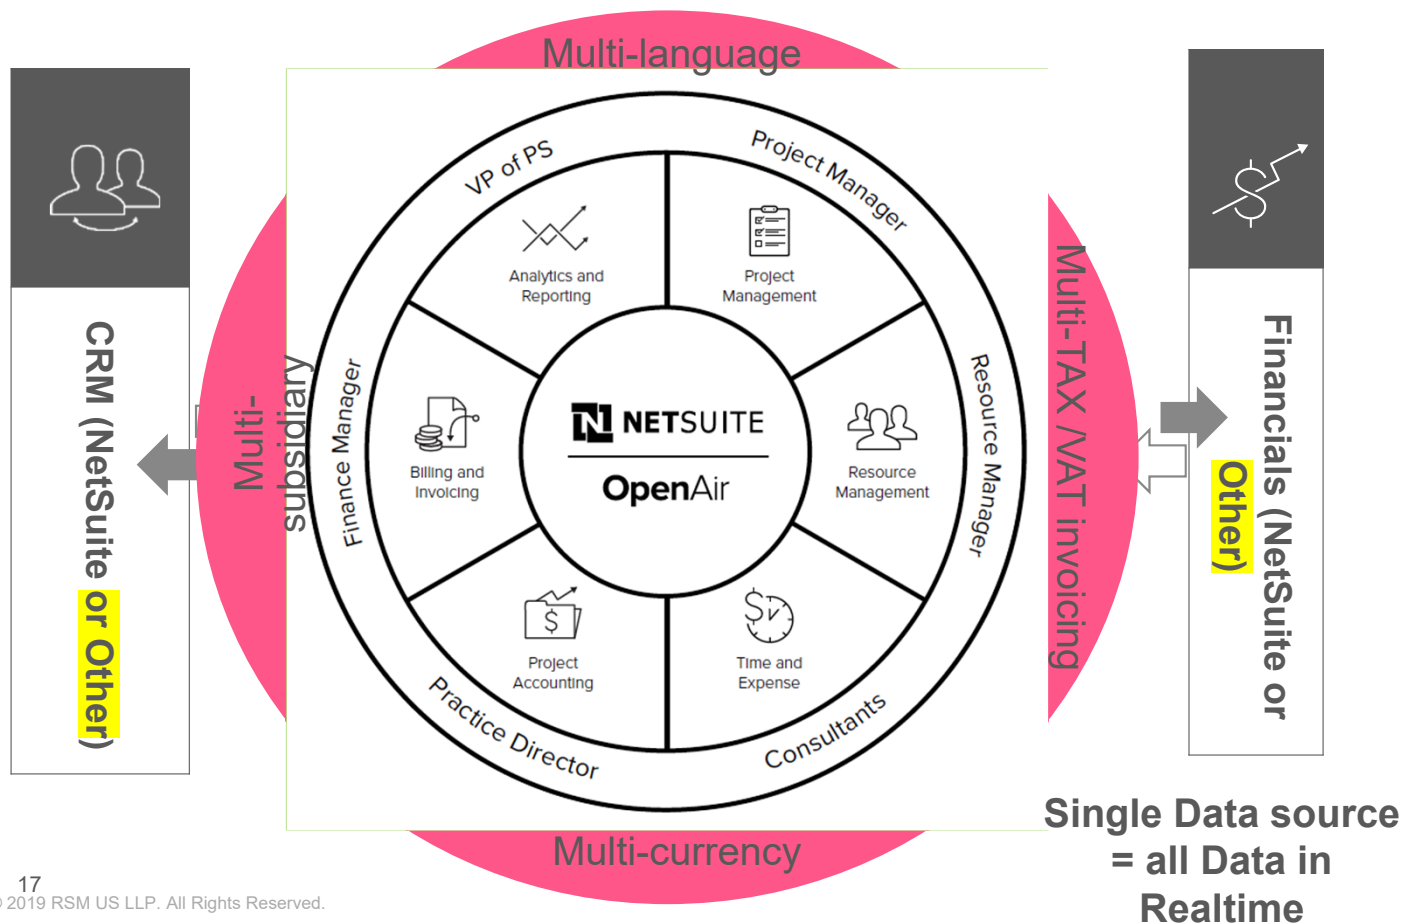 Multi-language
CRM (NetSuite or Other)
Multi-
subsidiary
VP of PS
Project Manager
Resource Manager
Consultants
Practice Director
Finance Manager
Analytics and
Reporting
Project
Management
Billing and
Invoicing
NETSUITE
OpenAir
Resource
Management
Project
Accounting
Time and
Expense
Multi-TAX /VAT invoicing
Financials (NetSuite or
Other)
Multi-currency
Single Data source
= all Data in
Realtime
17
© 2019 RSM US LLP. All Rights Reserved.